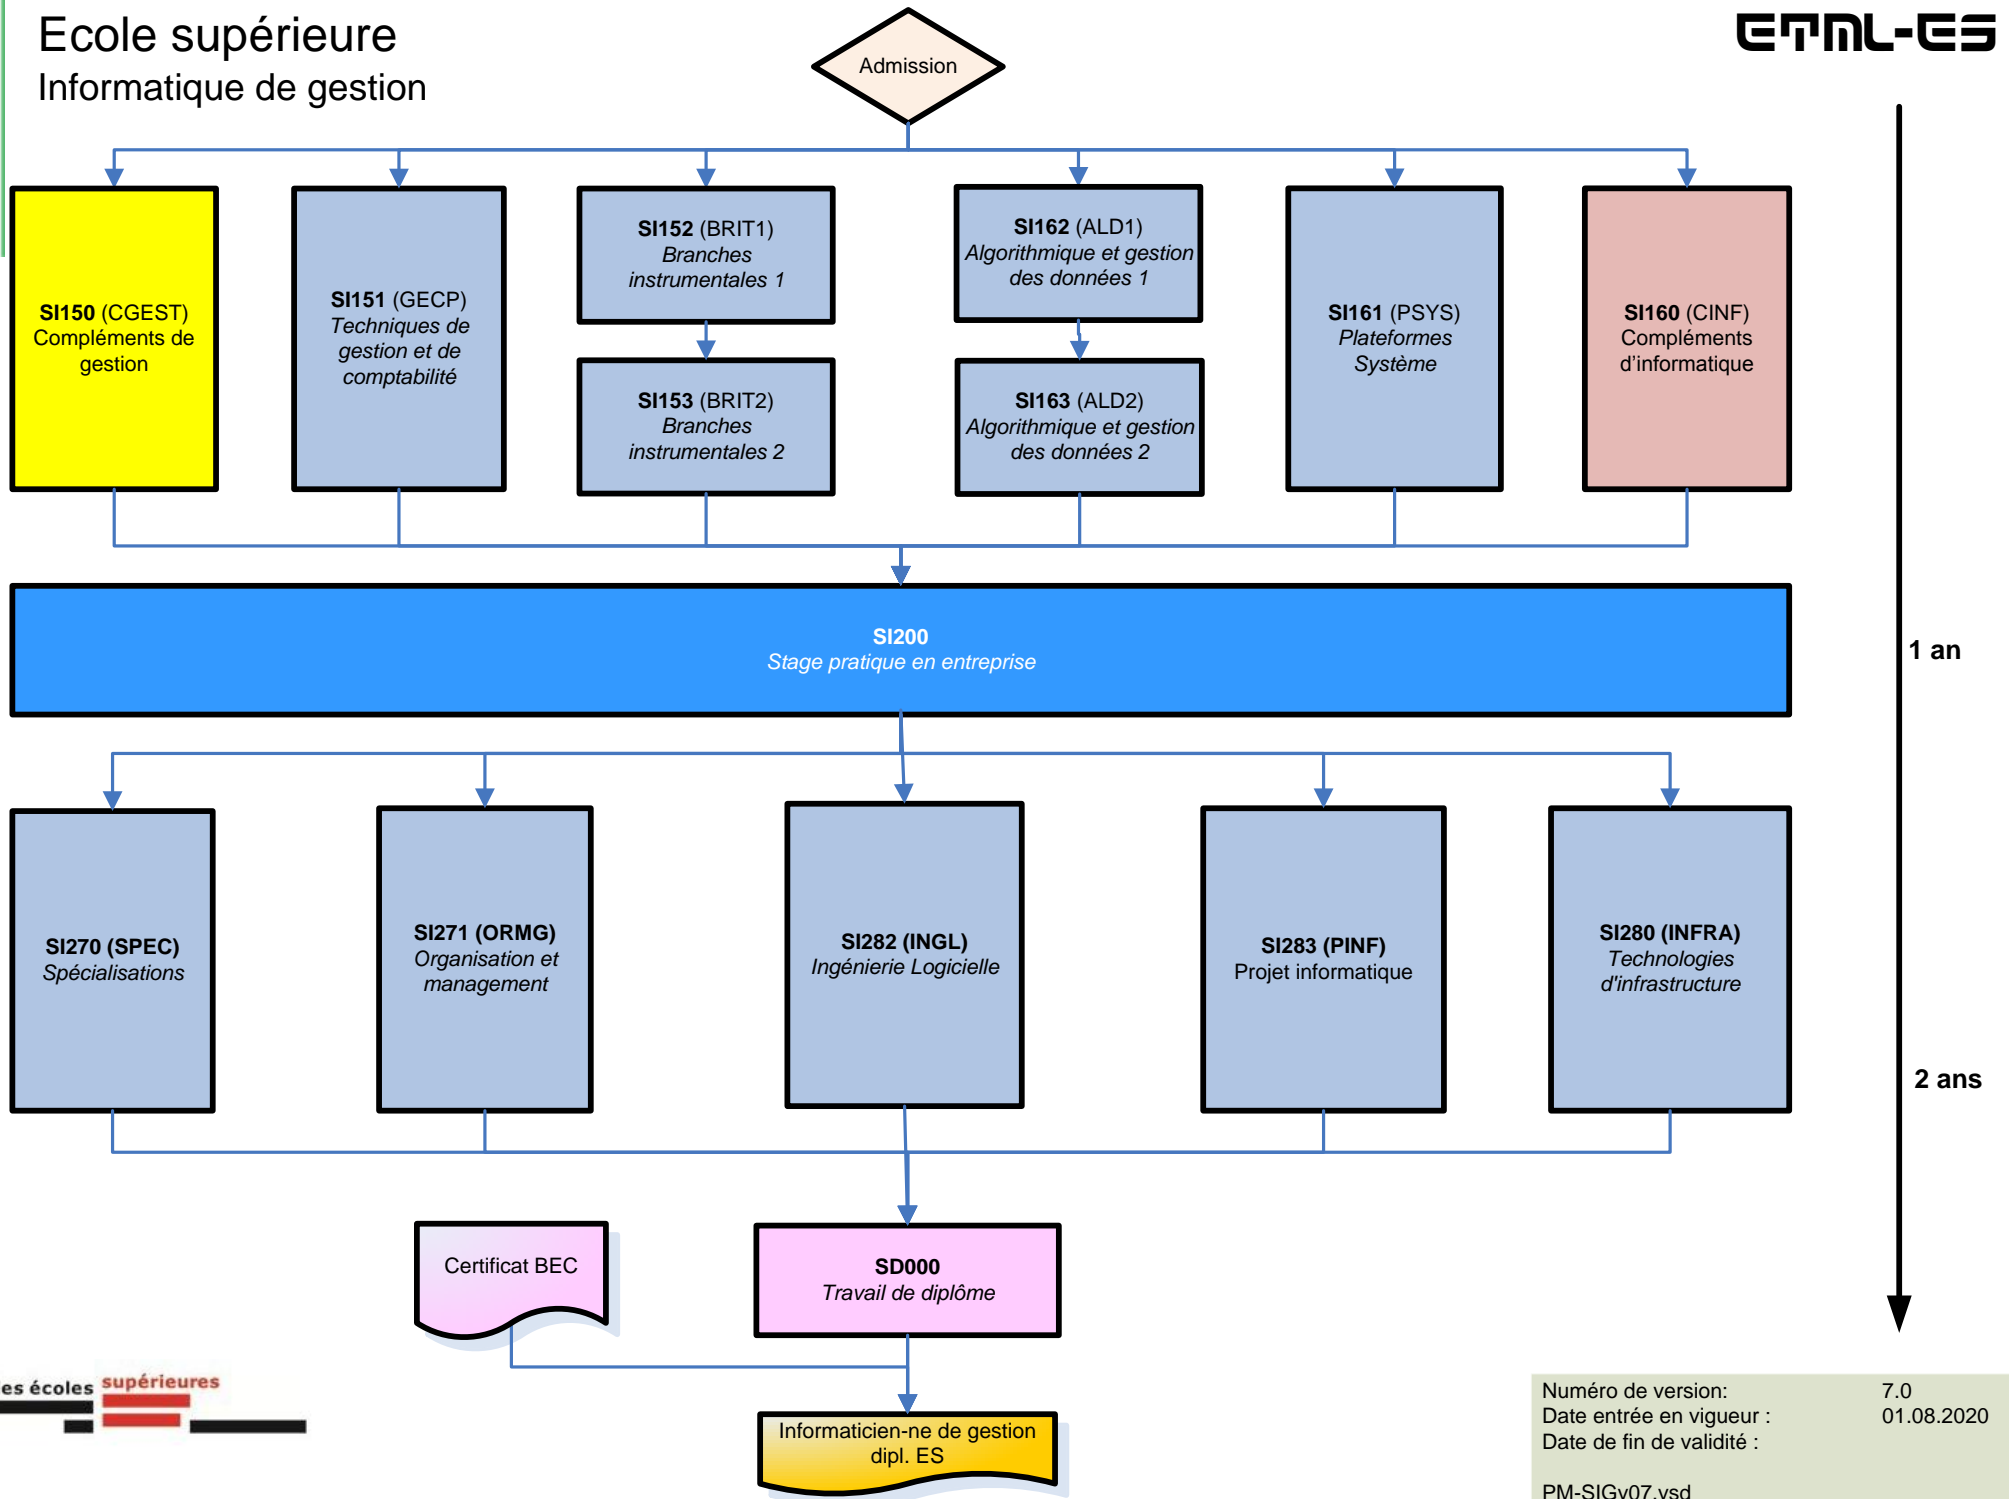 Ecole supérieure
Informatique de gestion
ETML-ES
Admission
SI150 (CGEST)
Compléments de
gestion
SI151 (GECP)
Techniques de
gestion et de
comptabilité
SI152 (BRIT1)
Branches
instrumentales 1
SI153 (BRIT2)
Branches
instrumentales 2
SI162 (ALD1)
Algorithmique et gestion
des données 1
SI163 (ALD2)
Algorithmique et gestion
des données 2
SI161 (PSYS)
Plateformes
Système
SI160 (CINF)
Compléments
d’informatique
SI200
Stage pratique en entreprise
1 an
SI270 (SPEC)
Spécialisations
SI271 (ORMG)
Organisation et
management
SI282 (INGL)
Ingénierie Logicielle
SI283 (PINF)
Projet informatique
SI280 (INFRA)
Technologies
d'infrastructure
2 ans
Certificat BEC
SD000
Travail de diplôme
Informaticien-ne de gestion
dipl. ES
es écoles supérieures
Numéro de version: 7.0
Date entrée en vigueur : 01.08.2020
Date de fin de validité :
PM-SIGv07.vsd